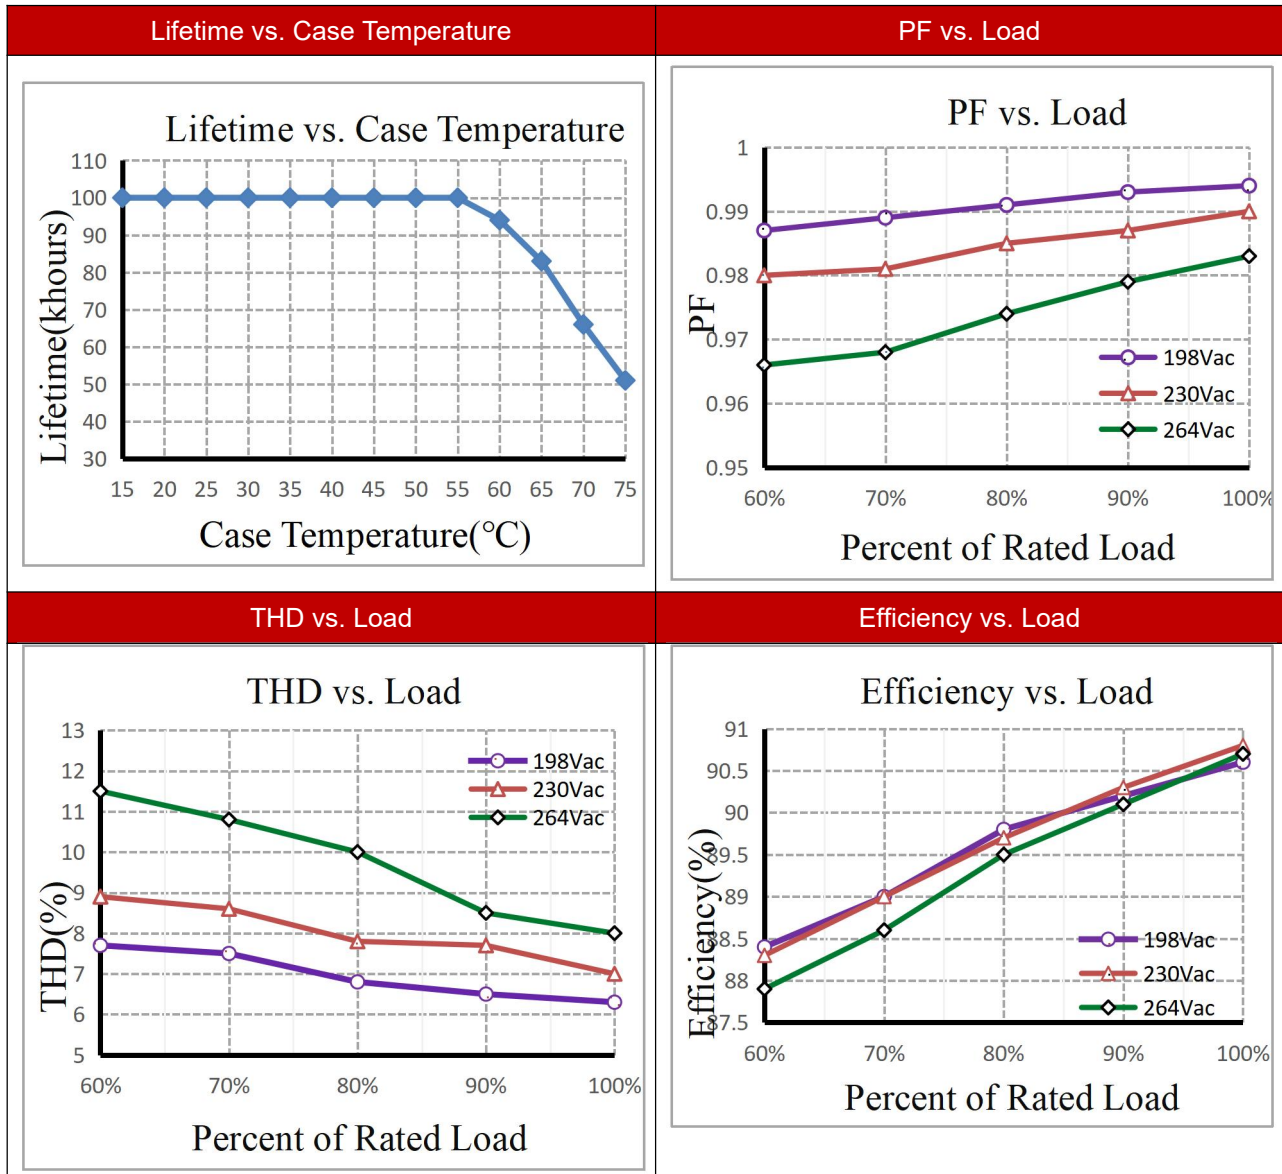 Lifetime vs. Case Temperature
PF vs. Load
Lifetime vs. Case Temperature
Lifetime(khours)
110
100
90
80
70
60
50
40
30
15 20 25 30 35 40 45 50 55 60 65 70 75
Case Temperature(°C)
PF vs. Load
PF
1
0.99
0.98
0.97
0.96
0.95
198Vac
230Vac
264Vac
60% 70% 80% 90% 100%
Percent of Rated Load
THD vs. Load
Efficiency vs. Load
THD vs. Load
THD(%)
13
12
11
10
9
8
7
6
5
198Vac
230Vac
264Vac
60% 70% 80% 90% 100%
Percent of Rated Load
Efficiency vs. Load
Efficiency(%)
91
90.5
90
89.5
89
88.5
88
87.5
198Vac
230Vac
264Vac
60% 70% 80% 90% 100%
Percent of Rated Load